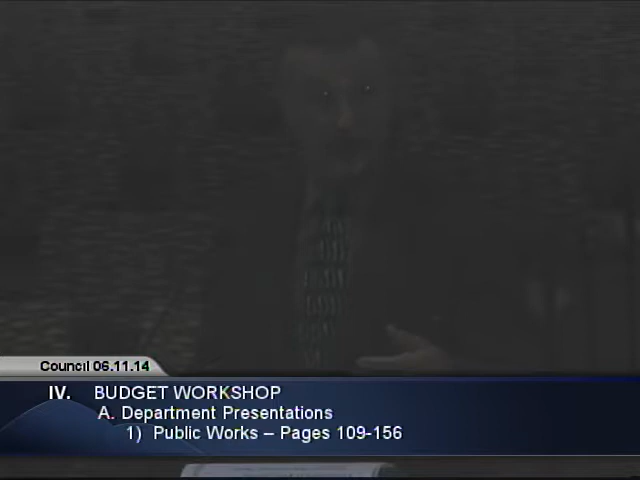 Council 06.11.14
IV. BUDGET WORKSHOP
A. Department Presentations
1) Public Works – Pages 109-156